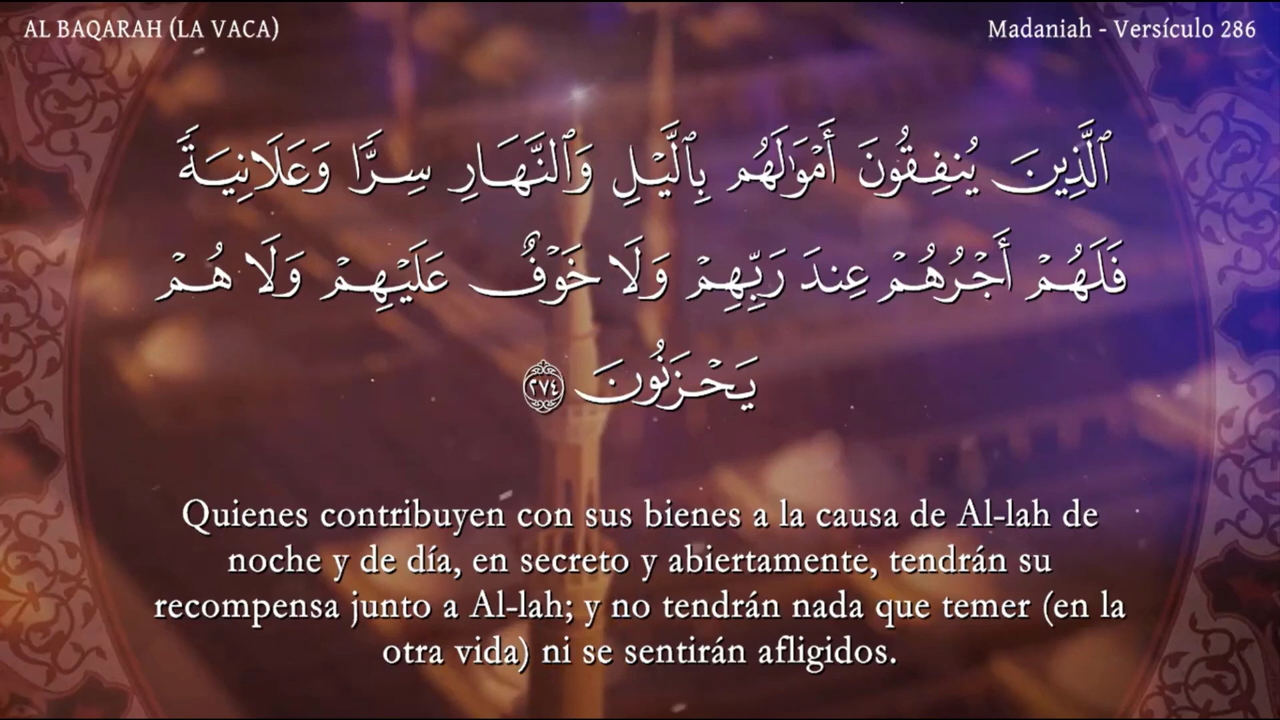 AL BAQARAH (LA VACA)
Madaniah - Versículo 286
ٱلَّذِينَ يُنفِقُونَ أَمْوَٰلَهُم بِٱلَّيْلِ وَٱلنَّهَارِ سِرًّا وَعَلَانِيَةً
فَلَهُمْ أَجْرُهُمْ عِندَ رَبِّهِمْ وَلَا خَوْفٌ عَلَيْهِمْ وَلَا هُمْ
يَحْزَنُونَ ٢٧٤
Quienes contribuyen con sus bienes a la causa de Al-lah de
noche y de día, en secreto y abiertamente, tendrán su
recompensa junto a Al-lah; y no tendrán nada que temer (en la
otra vida) ni se sentirán afligidos.